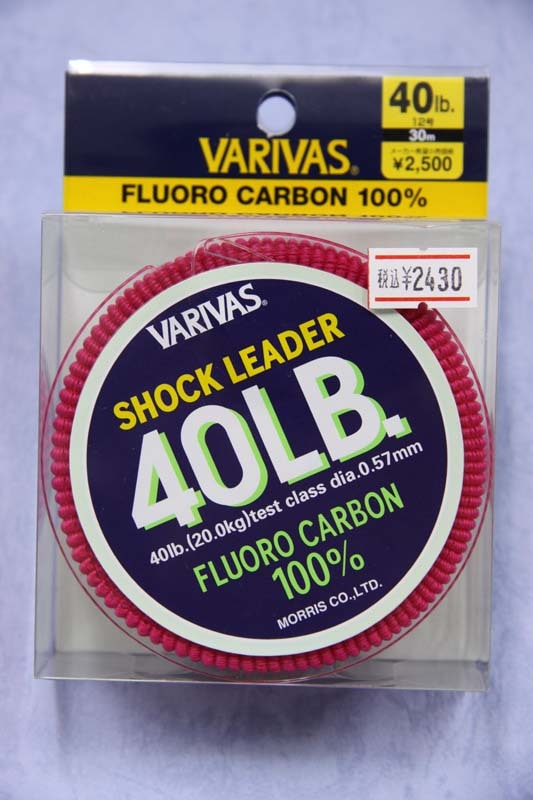 40lb.
12号
30m
メーカー希望小売価格
¥2,500
VARIVAS®
FLUORO CARBON 100%
税込¥2430
VARIVAS®
SHOCK LEADER
40LB.
40lb.(20.0kg)test class dia.0.57mm
FLUORO CARBON
100%
MORRIS CO.,LTD.